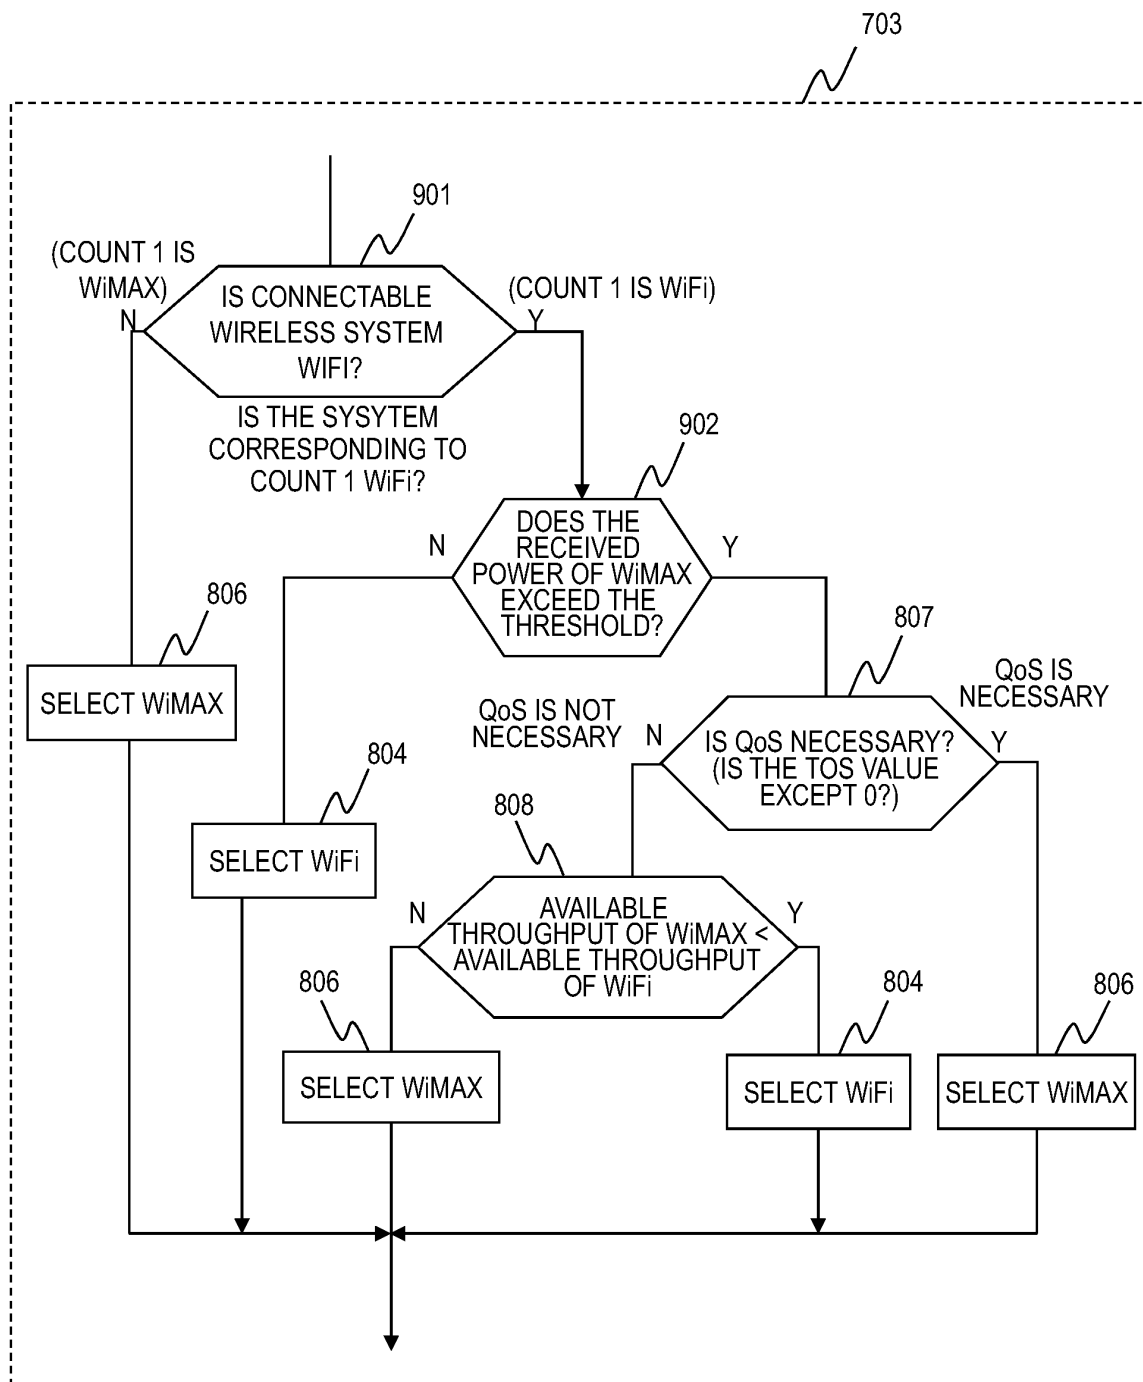 703
901
(COUNT 1 IS
WiMAX)
N
(COUNT 1 IS WiFi)
Y
IS CONNECTABLE
WIRELESS SYSTEM
WIFI?
IS THE SYSYTEM
CORRESPONDING TO
COUNT 1 WiFi?
902
N
DOES THE
RECEIVED
POWER OF WiMAX
EXCEED THE
THRESHOLD?
Y
806
SELECT WiMAX
807
QoS IS
NECESSARY
QoS IS NOT
NECESSARY
N
IS QoS NECESSARY?
(IS THE TOS VALUE
EXCEPT 0?)
Y
804
SELECT WiFi
808
N
AVAILABLE
THROUGHPUT OF WiMAX <
AVAILABLE THROUGHPUT
OF WiFi
Y
806
SELECT WiMAX
804
SELECT WiFi
806
SELECT WiMAX